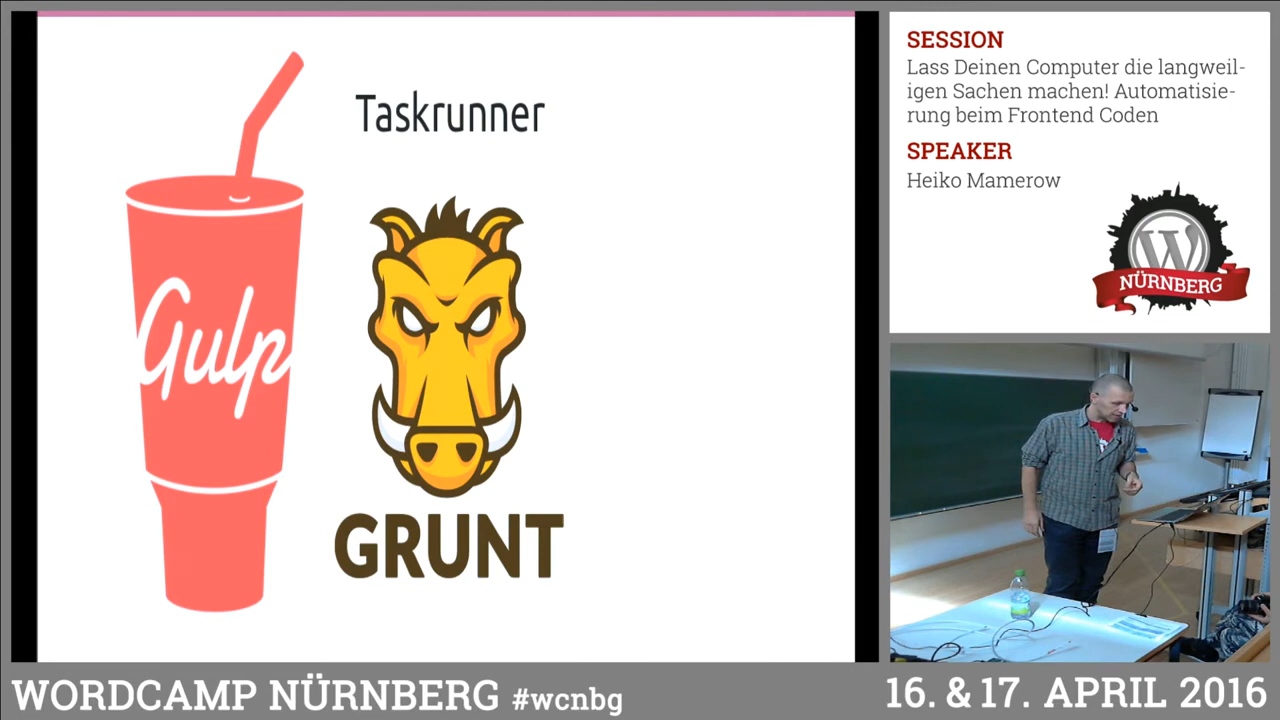 Taskrunner
Gulp
GRUNT
SESSION
Lass Deinen Computer die langweil-
igen Sachen machen! Automatisie-
rung beim Frontend Coden
SPEAKER
Heiko Mamerow
W
NÜRNBERG
WORDCAMP NÜRNBERG #wcnbg
16. & 17. APRIL 2016